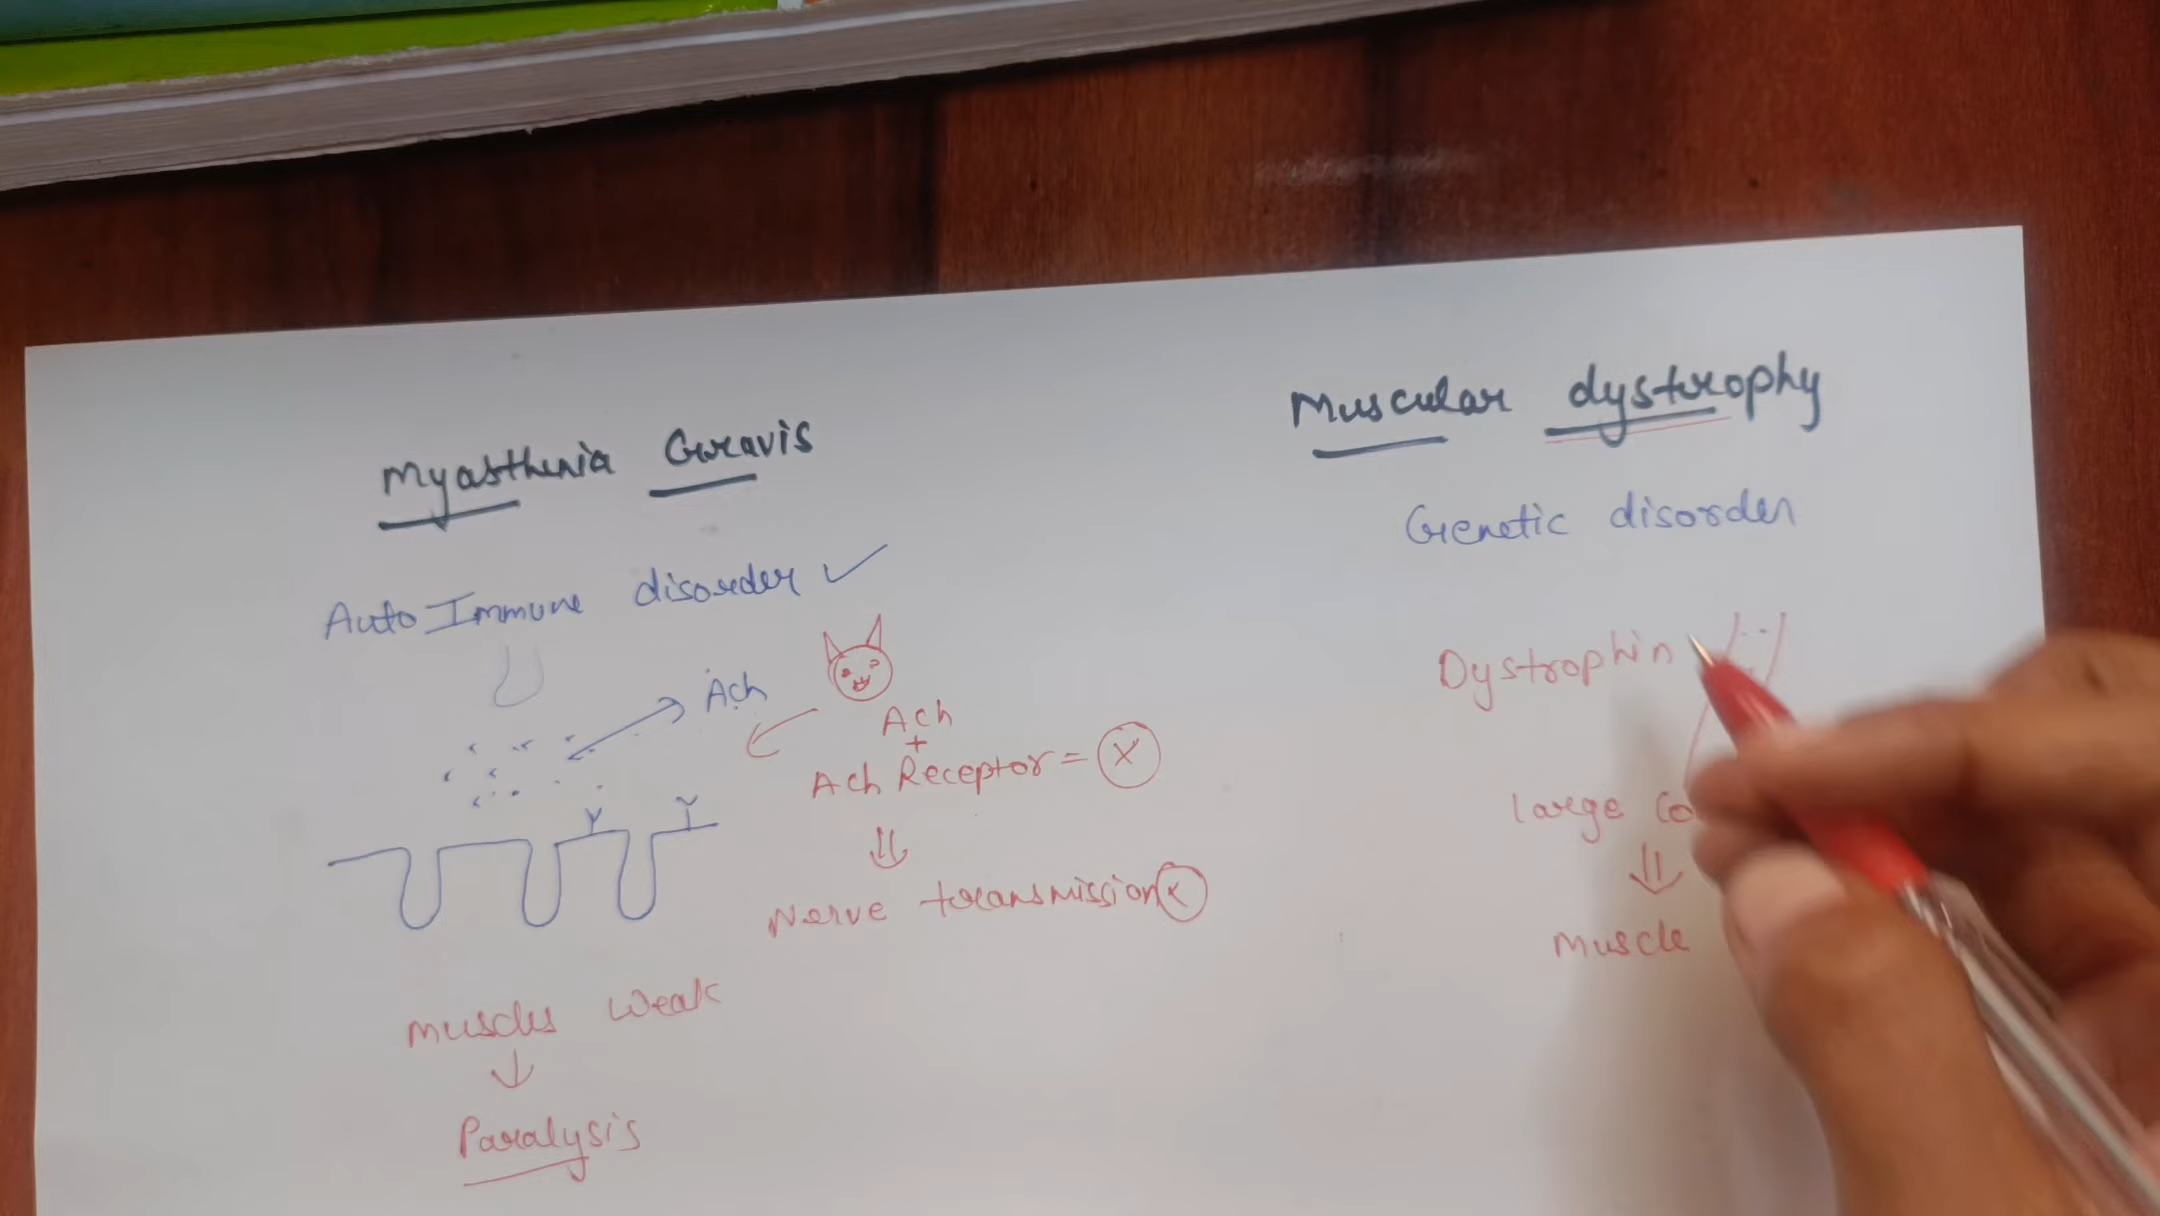 Myasthenia Gravis
Auto Immune disorder
Ach
Ach
+
Ach Receptor = X
Nerve transmission x
Muscles weak
Paralysis
Muscular dystrophy
Genetic disorder
Dystrophin
large
Muscle